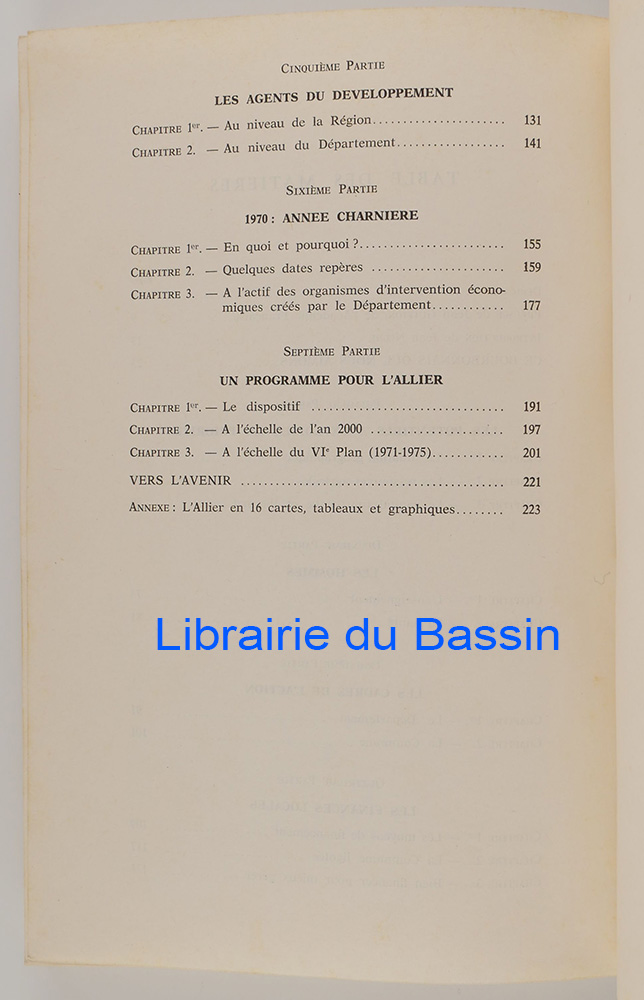 CINQUIÈME PARTIE
LES AGENTS DU DEVELOPPEMENT
CHAPITRE 1er. — Au niveau de la Région...................... 131
CHAPITRE 2. — Au niveau du Département.................. 141
SIXIÈME PARTIE
1970 : ANNEE CHARNIERE
CHAPITRE 1er. — En quoi et pourquoi ?........................ 155
CHAPITRE 2. — Quelques dates repères ...................... 159
CHAPITRE 3. — A l'actif des organismes d'intervention écono-
miques créés par le Département............ 177
SEPTIÈME PARTIE
UN PROGRAMME POUR L'ALLIER
CHAPITRE 1er. — Le dispositif ................................ 191
CHAPITRE 2. — A l'échelle de l'an 2000 ...................... 197
CHAPITRE 3. — A l'échelle du VIe Plan (1971-1975)............ 201
VERS L'AVENIR ............................................ 221
ANNEXE : L'Allier en 16 cartes, tableaux et graphiques........ 223
Librairie du Bassin